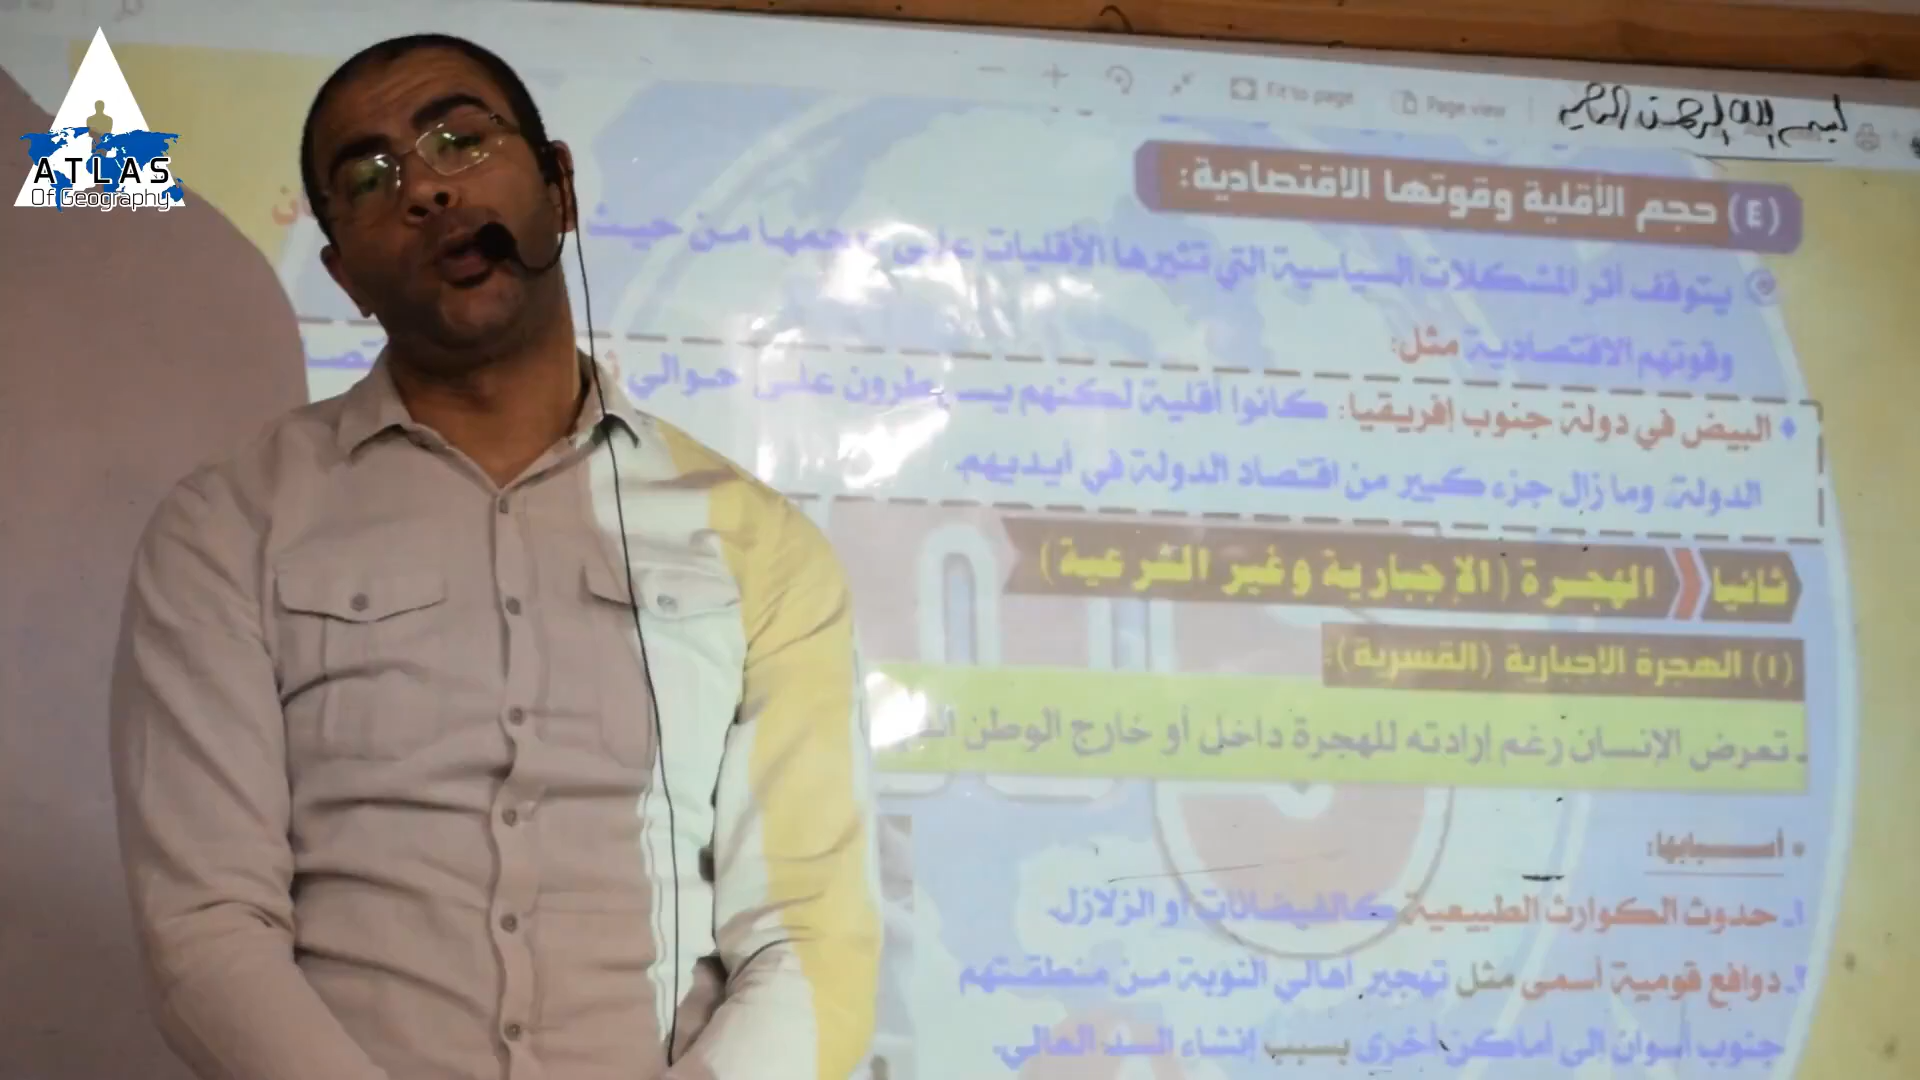 ATLAS
Of Geography
Fit to page
Page view
بسم الله الرحمن الرحيم
(٤) حجم الأقلية وقوتها الاقتصادية:
يتوقف أثر المشكلات السياسية التي تثيرها الأقليات على حجمها من حيث
وقوتهم الاقتصادية مثل:
البيض في دولة جنوب إفريقيا: كانوا أقلية لكنهم يسيطرون على حوالي
الدولة، وما زال جزء كبير من اقتصاد الدولة في أيديهم.
ثانيا الهجرة (الإجبارية وغير الشرعية)
(١) الهجرة الاجبارية (القسرية):
ـ تعرض الإنسان رغم إرادته للهجرة داخل أو خارج الوطن
• أسبابها:
١ـ حدوث الكوارث الطبيعية كالفيضانات أو الزلازل.
٢ـ دوافع قومية أسمى مثل تهجير أهالي النوبة من منطقتهم
جنوب أسوان الى أماكن أخرى بسبب إنشاء السد العالي.